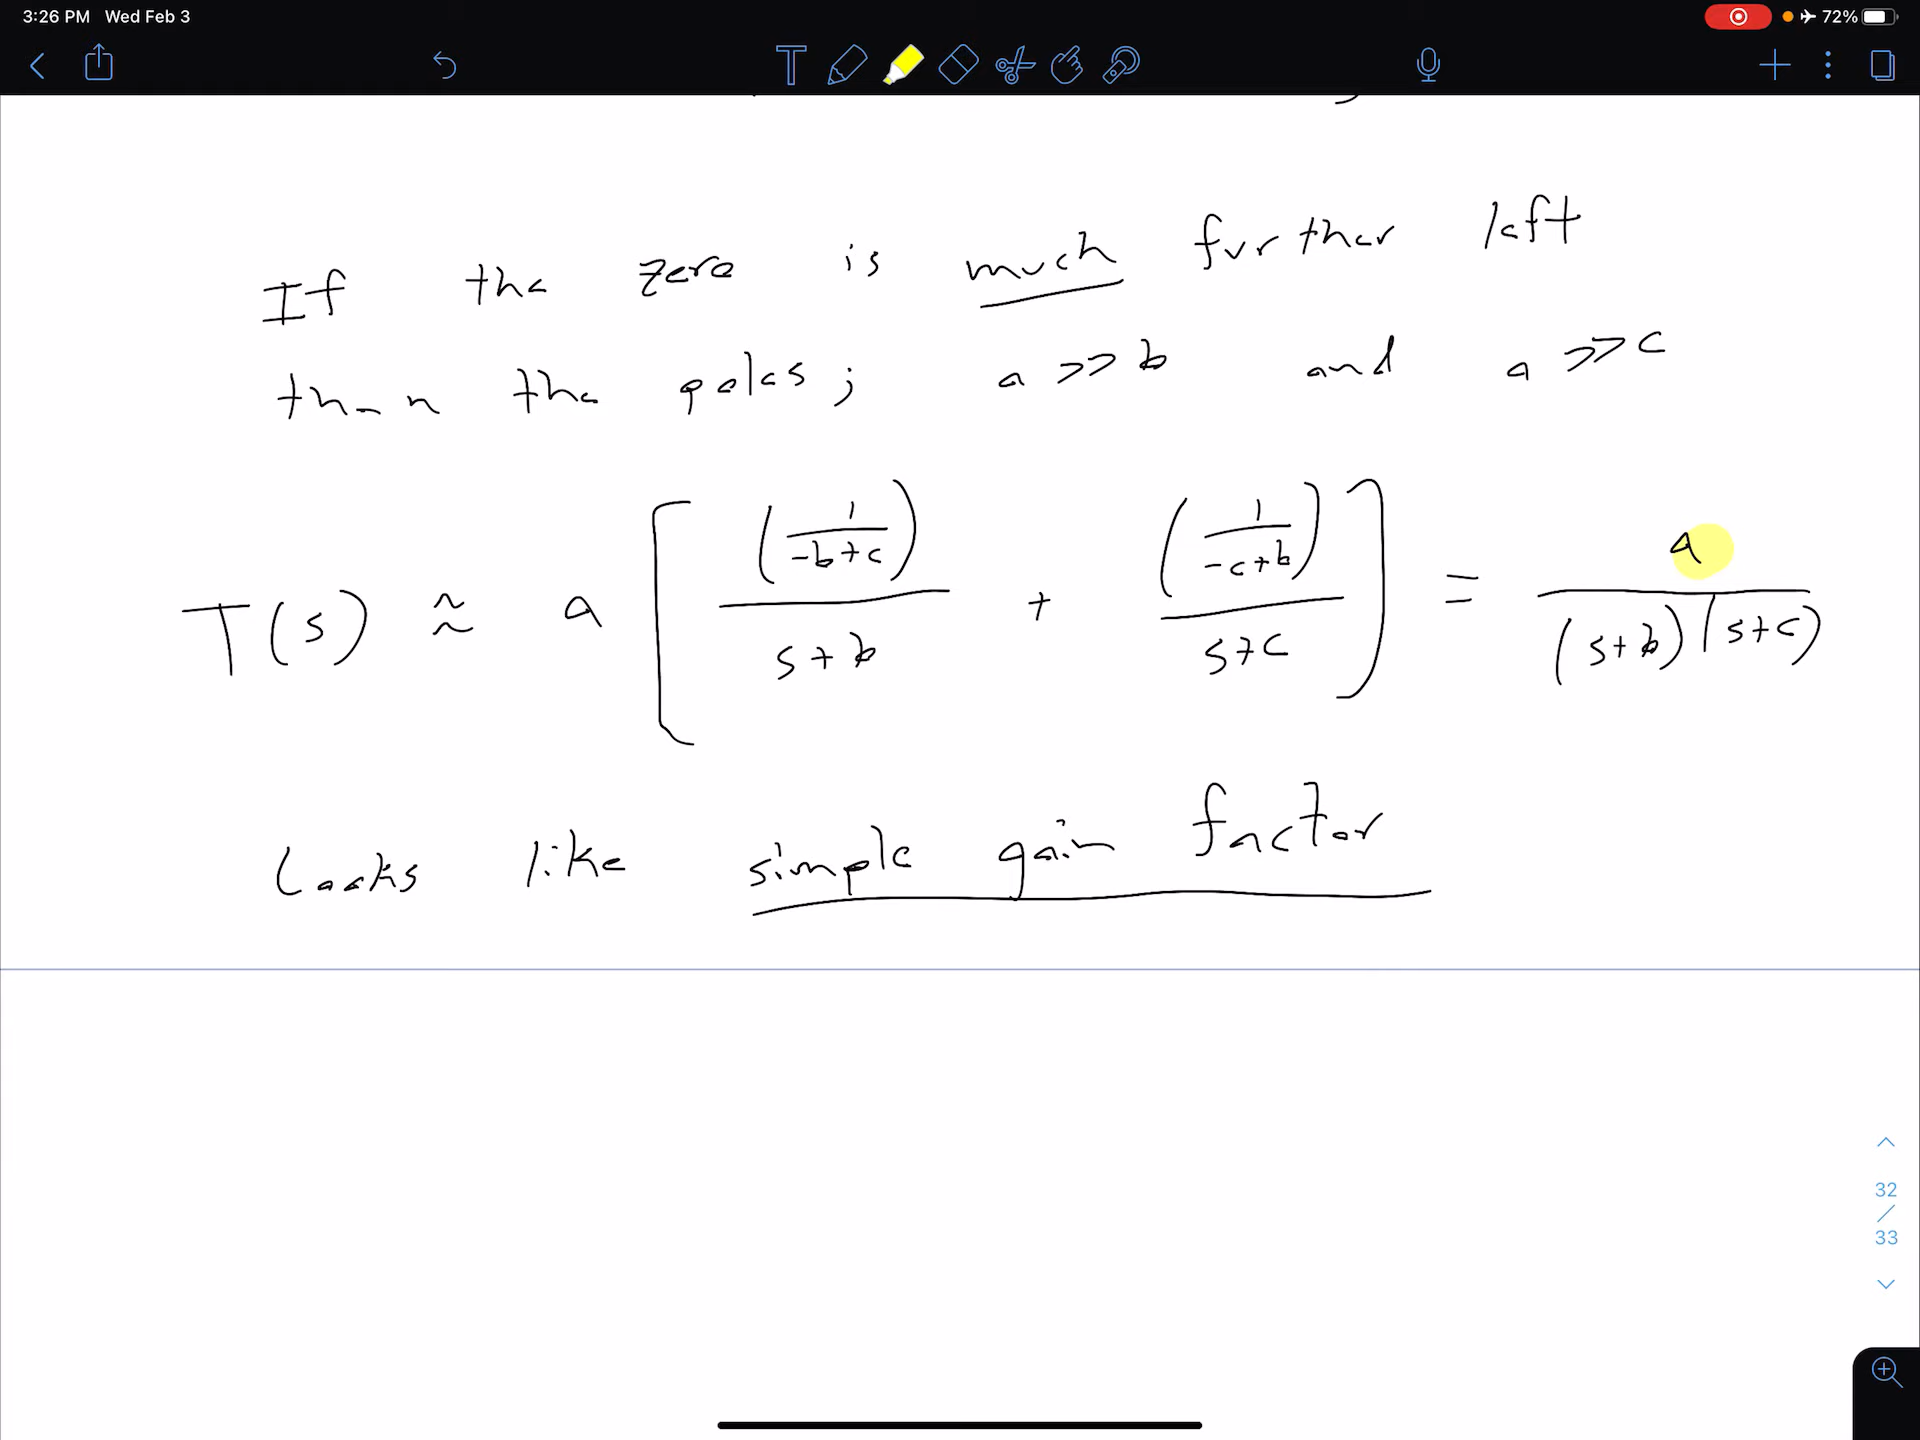 3:26 PM Wed Feb 3
72%
If the zero is much further left
than the poles; a >> b and a >> c
T(s) ≈ a [ (1/(-b+c))/(s+b) + (1/(-c+b))/(s+c) ] = a/((s+b)(s+c))
Looks like simple gain factor
32
/
33